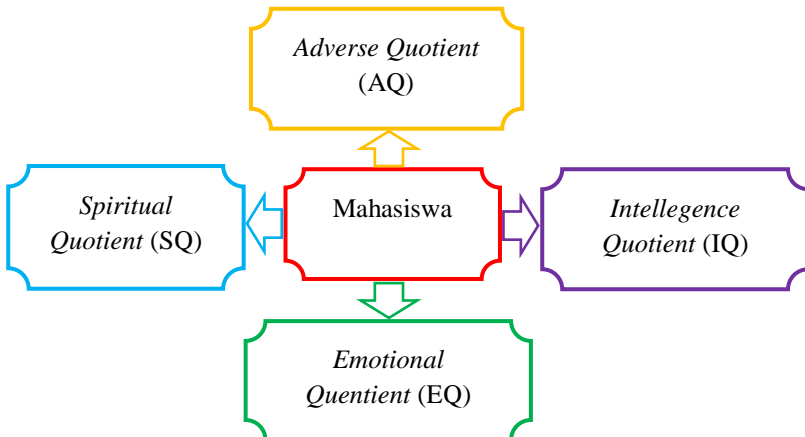 Adverse Quotient
(AQ)
Spiritual
Quotient (SQ)
Mahasiswa
Intellegence
Quotient (IQ)
Emotional
Quentient (EQ)